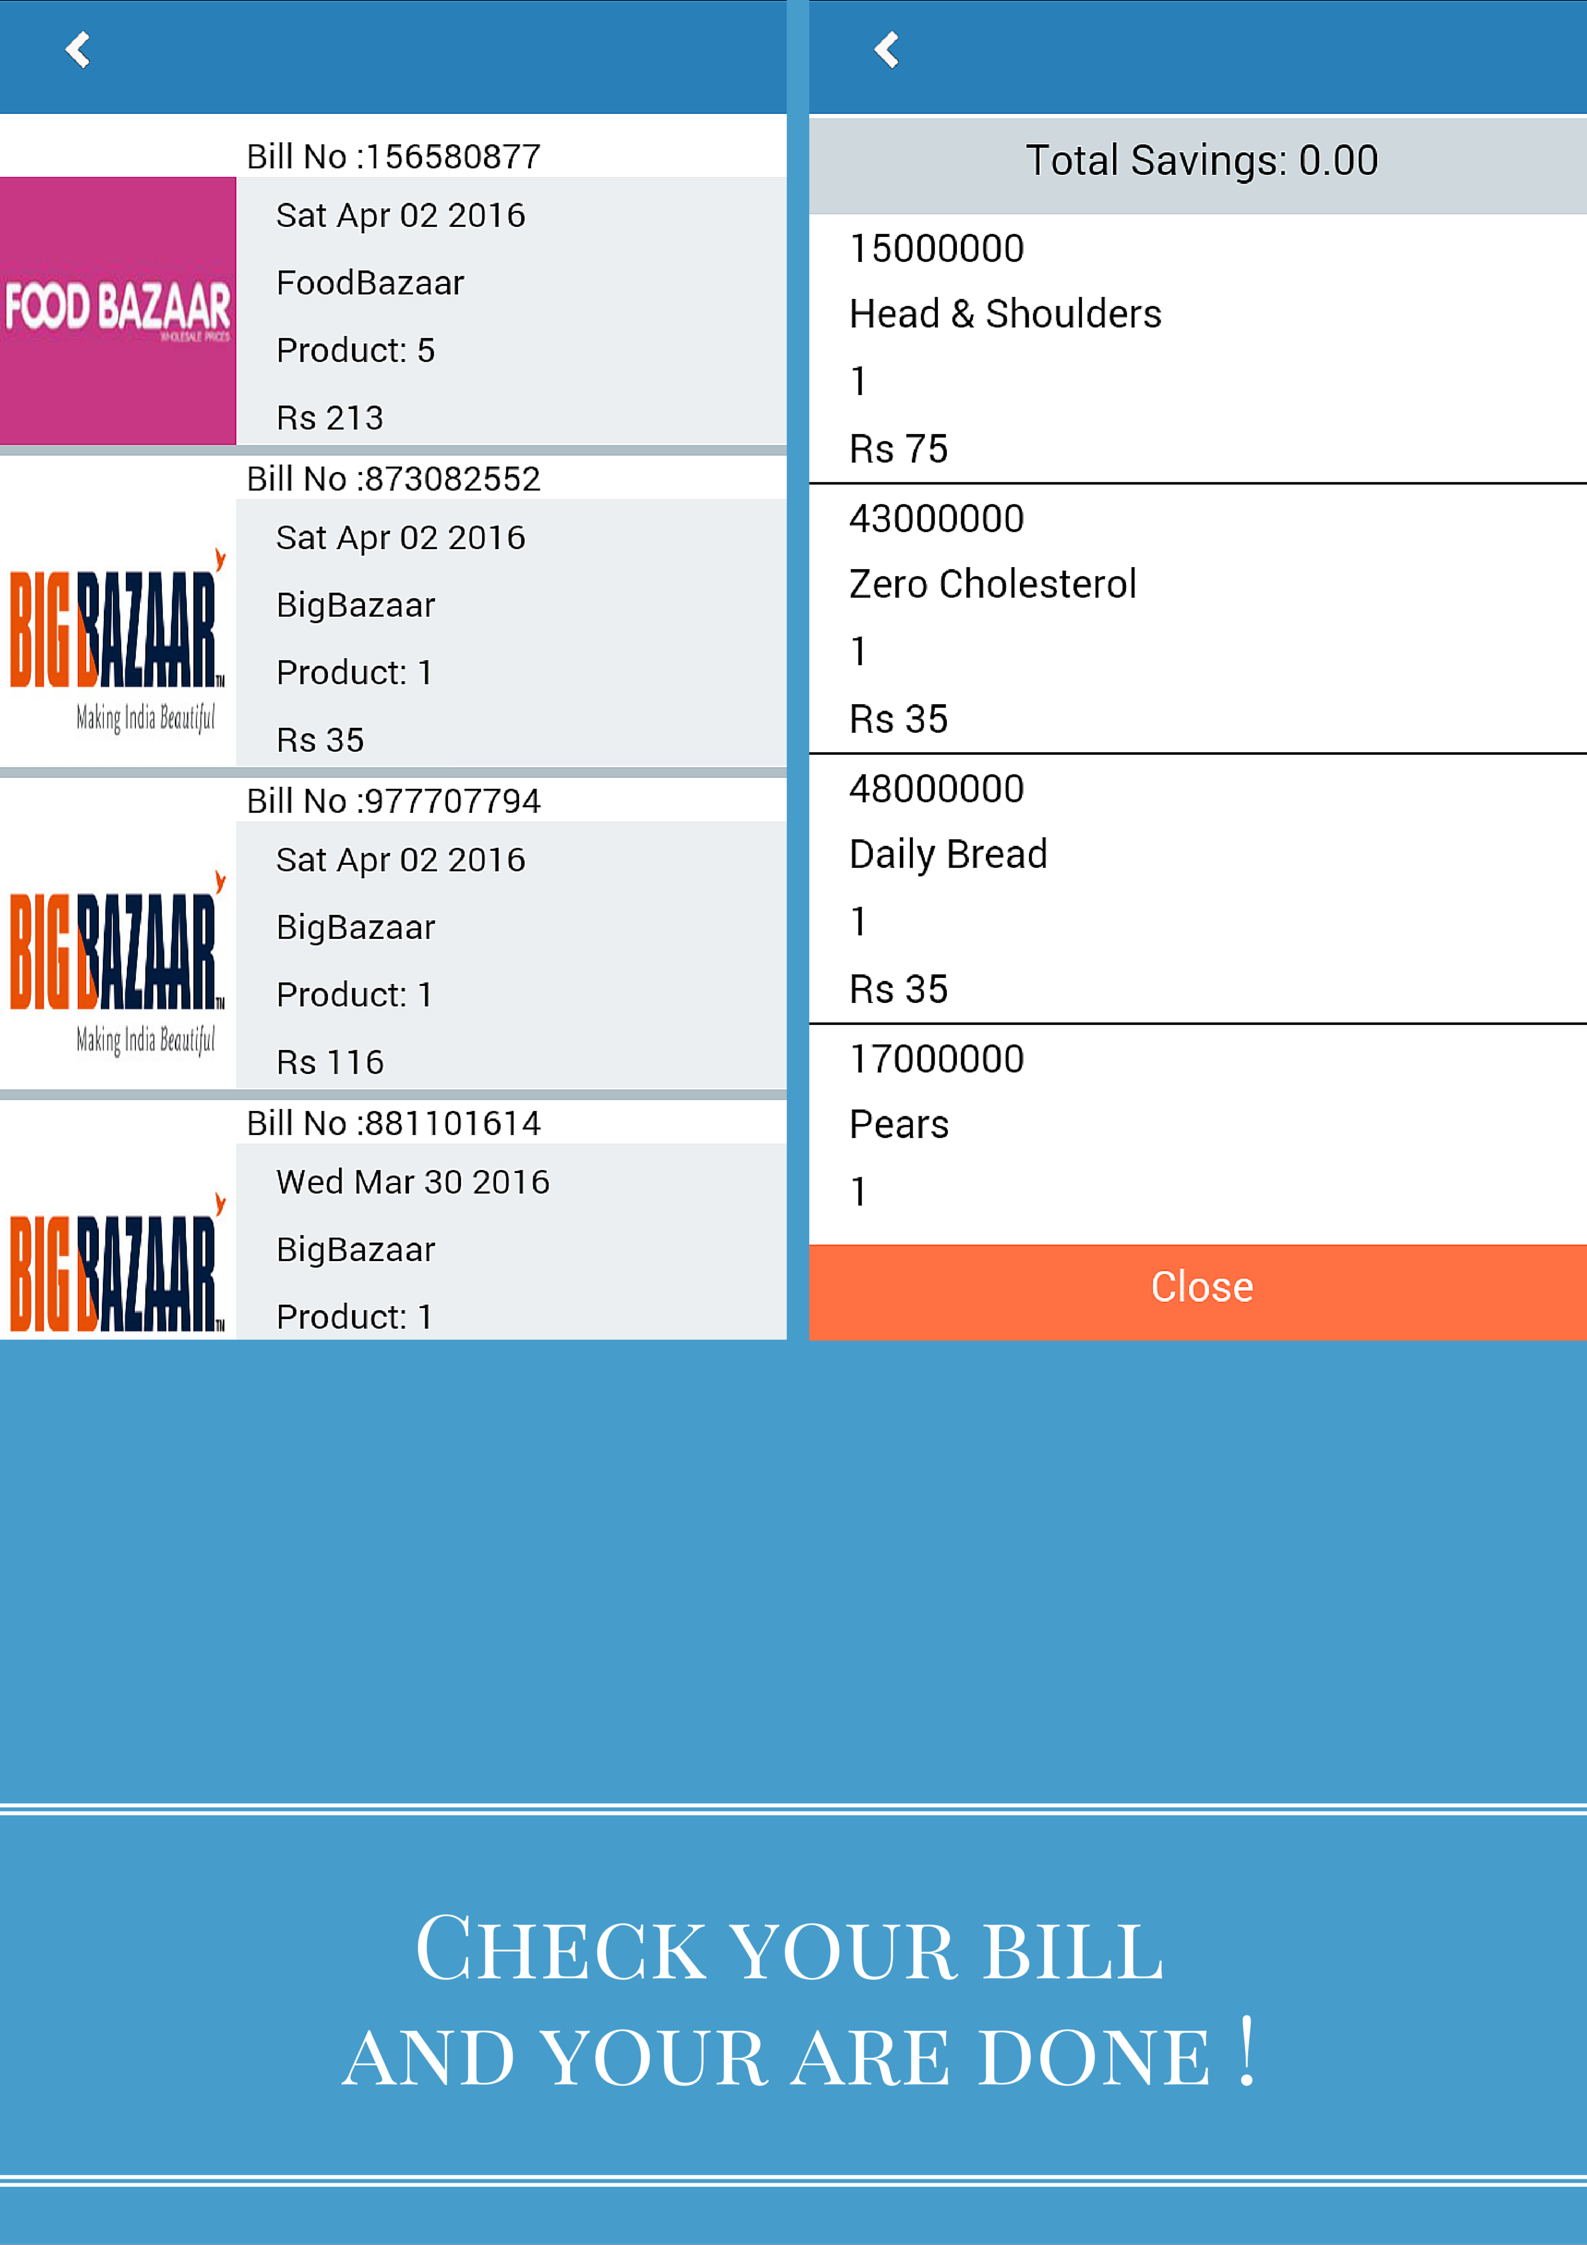 Bill No :156580877
FOOD BAZAAR
WHOLESALE PRICES
Sat Apr 02 2016
FoodBazaar
Product: 5
Rs 213
Bill No :873082552
BIG BAZAAR TM
Making India Beautiful
Sat Apr 02 2016
BigBazaar
Product: 1
Rs 35
Bill No :977707794
BIG BAZAAR TM
Making India Beautiful
Sat Apr 02 2016
BigBazaar
Product: 1
Rs 116
Bill No :881101614
BIG BAZAAR TM
Wed Mar 30 2016
BigBazaar
Product: 1
Total Savings: 0.00
15000000
Head & Shoulders
1
Rs 75
43000000
Zero Cholesterol
1
Rs 35
48000000
Daily Bread
1
Rs 35
17000000
Pears
1
Close
Check your bill
and your are done !